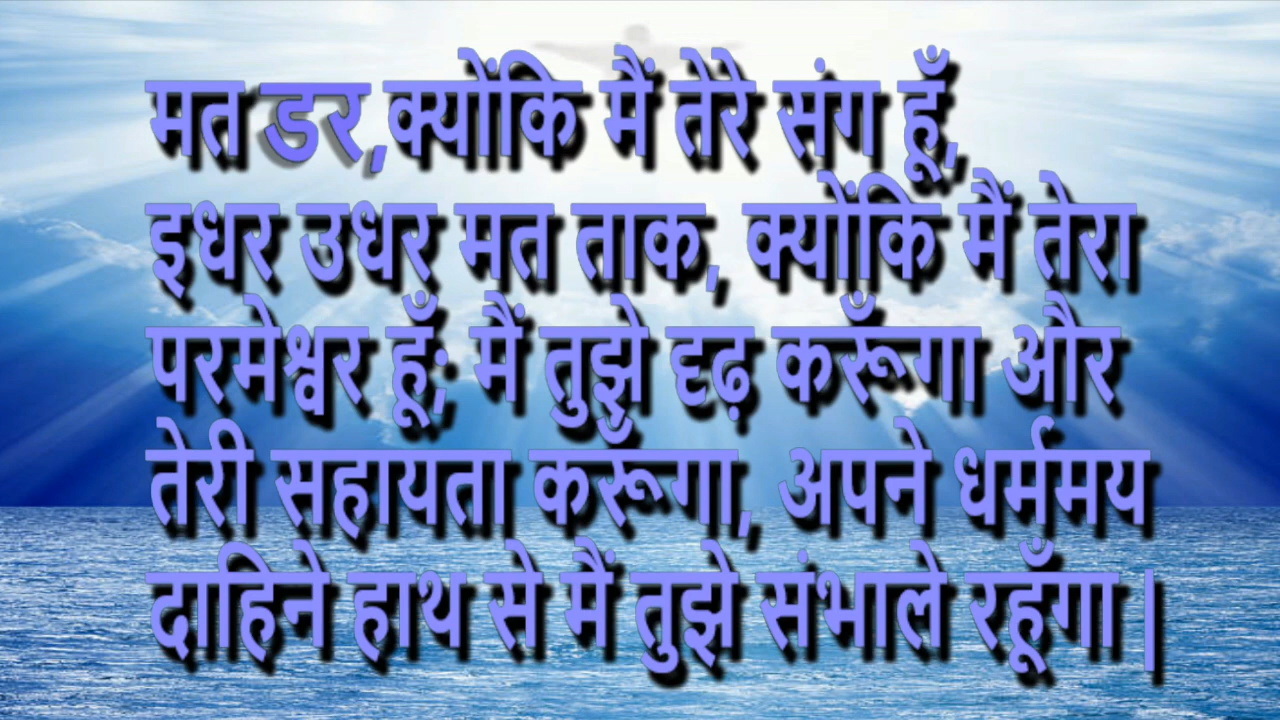 मत डर,क्योंकि मैं तेरे संग हूँ,
इधर उधर मत ताक, क्योंकि मैं तेरा
परमेश्वर हूँ; मैं तुझे दृढ़ करूँगा और
तेरी सहायता करूँगा, अपने धर्ममय
दाहिने हाथ से मैं तुझे संभाले रहूँगा |